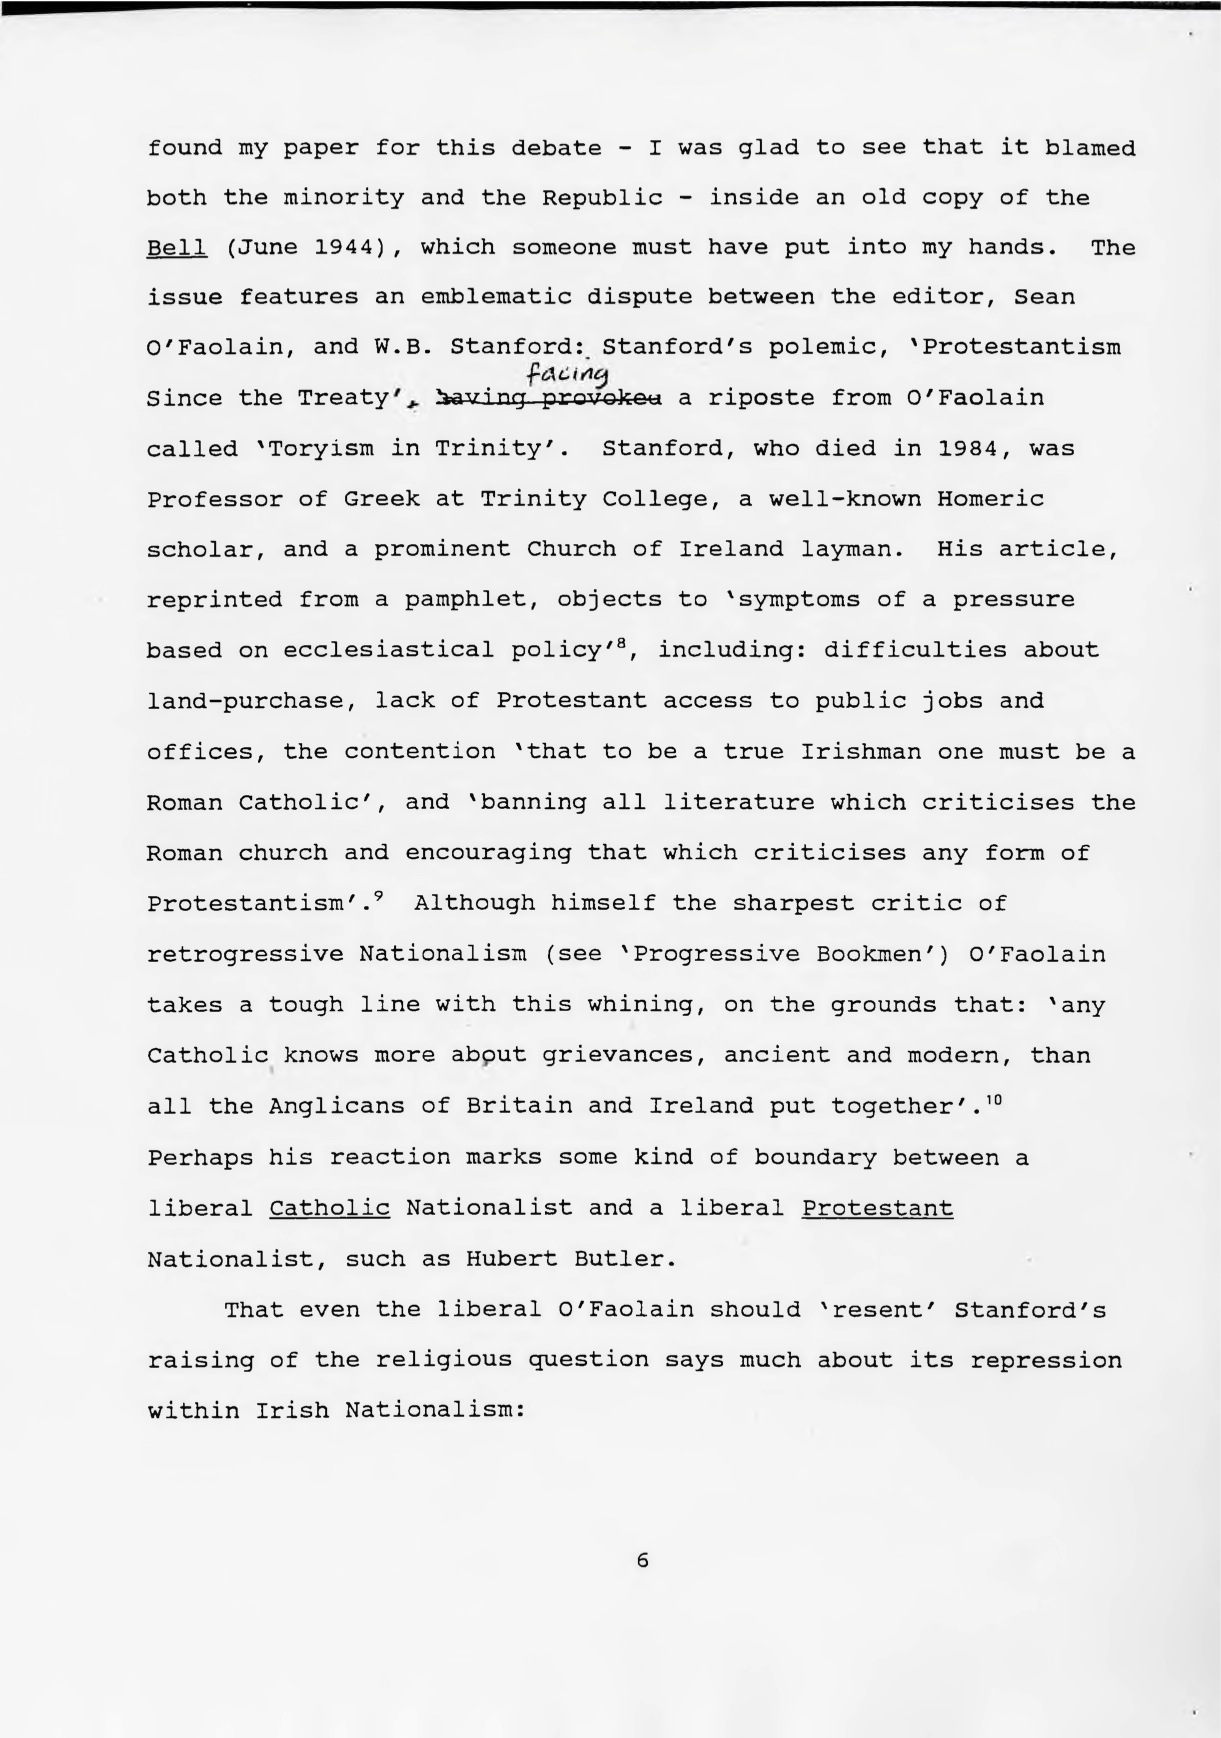 found my paper for this debate - I was glad to see that it blamed
both the minority and the Republic - inside an old copy of the
Bell (June 1944), which someone must have put into my hands.  The
issue features an emblematic dispute between the editor, Sean
O'Faolain, and W.B. Stanford: Stanford's polemic, 'Protestantism
facing
Since the Treaty', having provoked a riposte from O'Faolain
called 'Toryism in Trinity'.  Stanford, who died in 1984, was
Professor of Greek at Trinity College, a well-known Homeric
scholar, and a prominent Church of Ireland layman.  His article,
reprinted from a pamphlet, objects to 'symptoms of a pressure
based on ecclesiastical policy'⁸, including: difficulties about
land-purchase, lack of Protestant access to public jobs and
offices, the contention 'that to be a true Irishman one must be a
Roman Catholic', and 'banning all literature which criticises the
Roman church and encouraging that which criticises any form of
Protestantism'.⁹  Although himself the sharpest critic of
retrogressive Nationalism (see 'Progressive Bookmen') O'Faolain
takes a tough line with this whining, on the grounds that: 'any
Catholic knows more about grievances, ancient and modern, than
all the Anglicans of Britain and Ireland put together'.¹⁰
Perhaps his reaction marks some kind of boundary between a
liberal Catholic Nationalist and a liberal Protestant
Nationalist, such as Hubert Butler.
That even the liberal O'Faolain should 'resent' Stanford's
raising of the religious question says much about its repression
within Irish Nationalism:
6